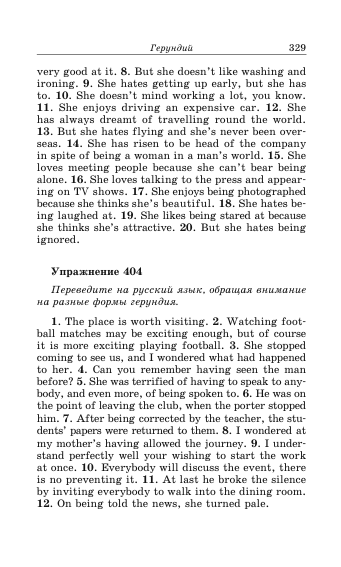 Герундий 329
very good at it. 8. But she doesn't like washing and
ironing. 9. She hates getting up early, but she has
to. 10. She doesn't mind working a lot, you know.
11. She enjoys driving an expensive car. 12. She
has always dreamt of travelling round the world.
13. But she hates flying and she's never been over-
seas. 14. She has risen to be head of the company
in spite of being a woman in a man's world. 15. She
loves meeting people because she can't bear being
alone. 16. She loves talking to the press and appear-
ing on TV shows. 17. She enjoys being photographed
because she thinks she's beautiful. 18. She hates be-
ing laughed at. 19. She likes being stared at because
she thinks she's attractive. 20. But she hates being
ignored.
Упражнение 404
Переведите на русский язык, обращая внимание
на разные формы герундия.
1. The place is worth visiting. 2. Watching foot-
ball matches may be exciting enough, but of course
it is more exciting playing football. 3. She stopped
coming to see us, and I wondered what had happened
to her. 4. Can you remember having seen the man
before? 5. She was terrified of having to speak to any-
body, and even more, of being spoken to. 6. He was on
the point of leaving the club, when the porter stopped
him. 7. After being corrected by the teacher, the stu-
dents' papers were returned to them. 8. I wondered at
my mother's having allowed the journey. 9. I under-
stand perfectly well your wishing to start the work
at once. 10. Everybody will discuss the event, there
is no preventing it. 11. At last he broke the silence
by inviting everybody to walk into the dining room.
12. On being told the news, she turned pale.